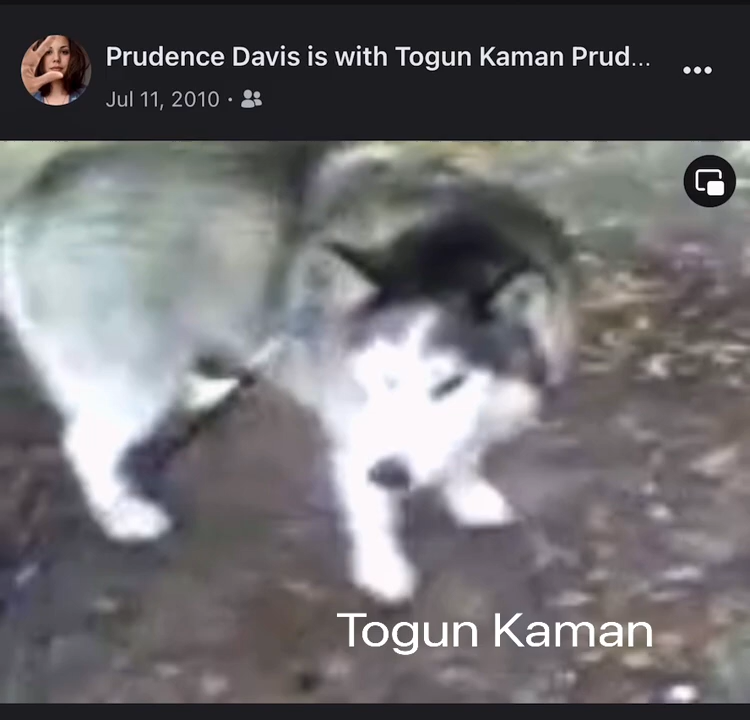 Prudence Davis is with Togun Kaman Prud...
Jul 11, 2010 ·
Togun Kaman